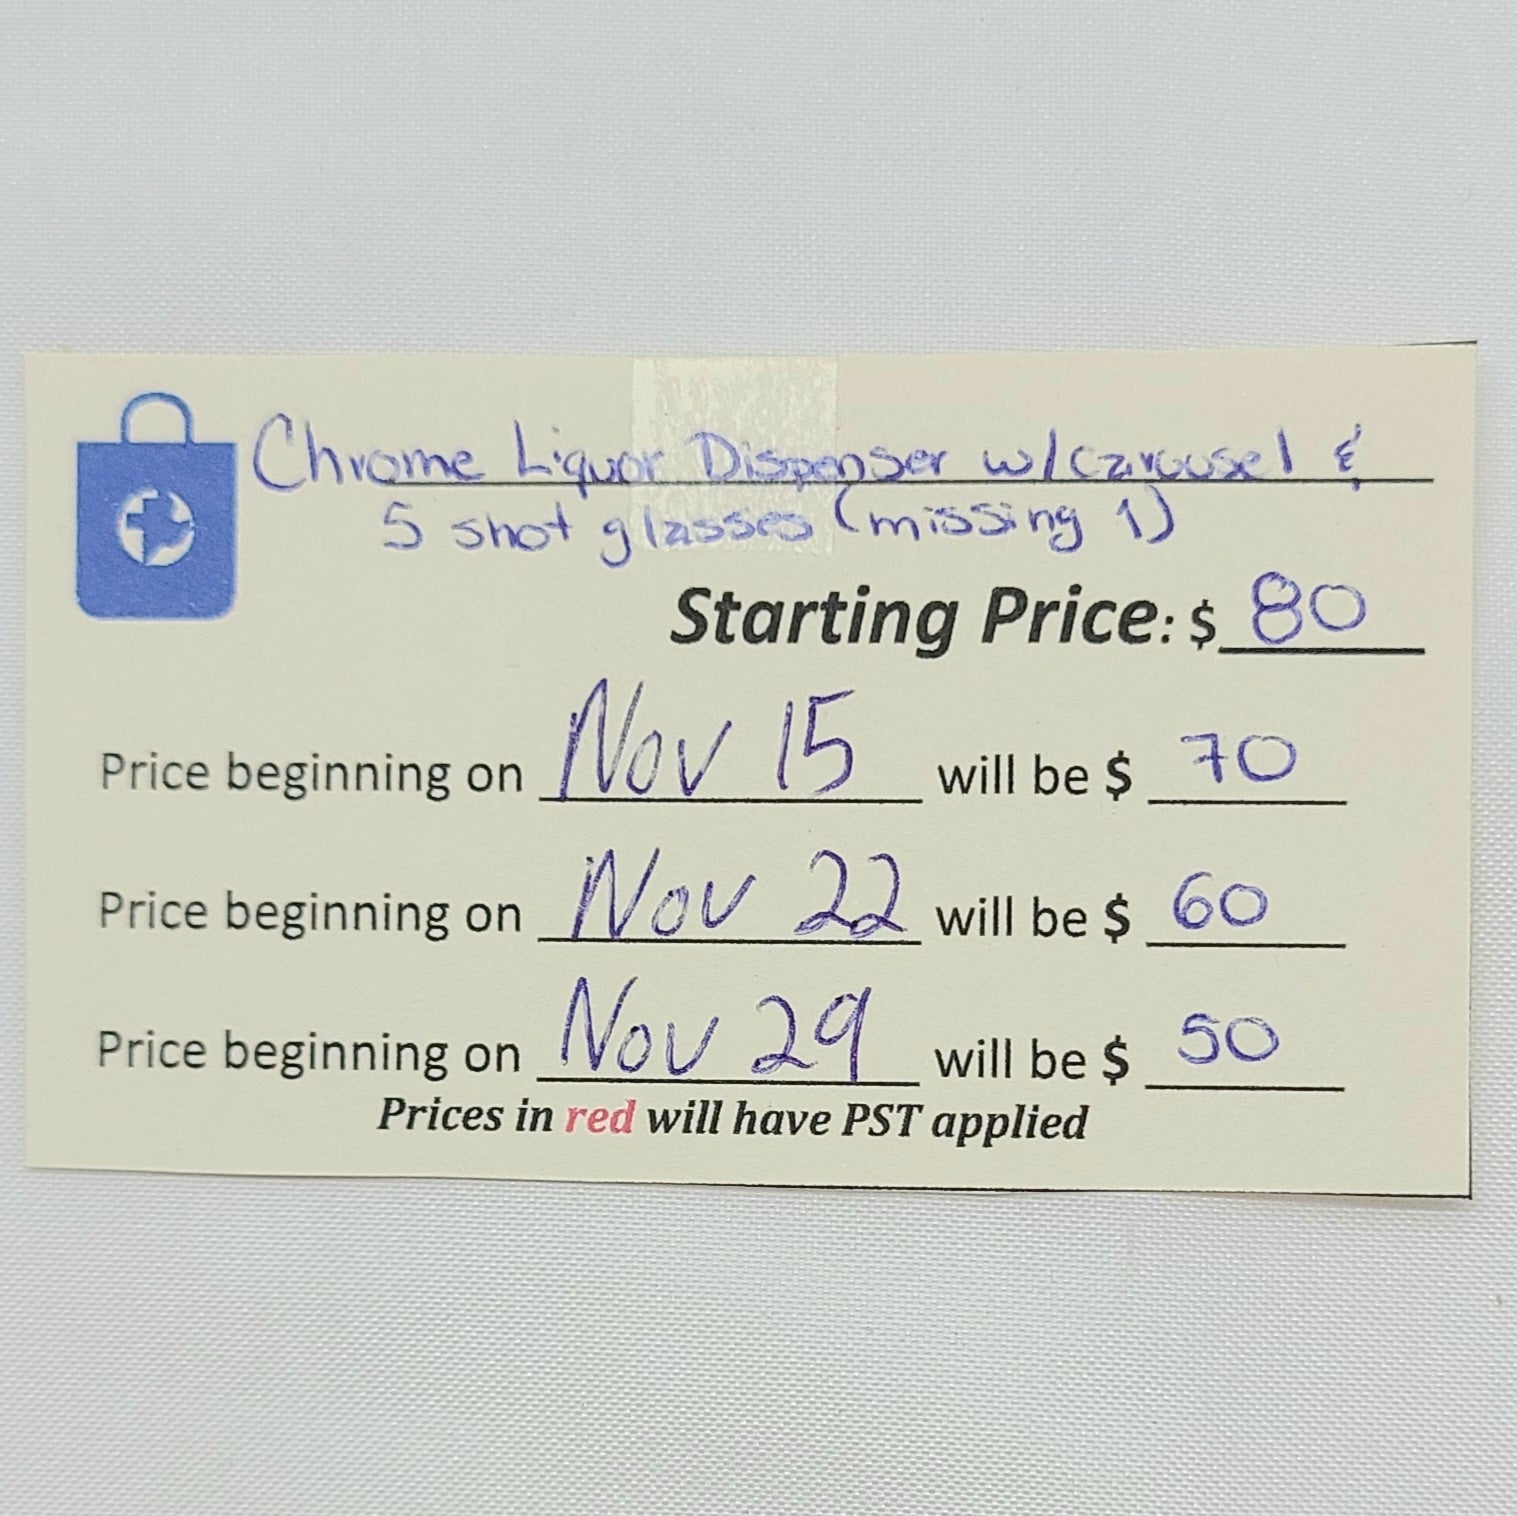 Chrome Liquor Dispenser w/carousel &
5 shot glasses (missing 1)
Starting Price: $ 80
Price beginning on Nov 15 will be $ 70
Price beginning on Nov 22 will be $ 60
Price beginning on Nov 29 will be $ 50
Prices in red will have PST applied